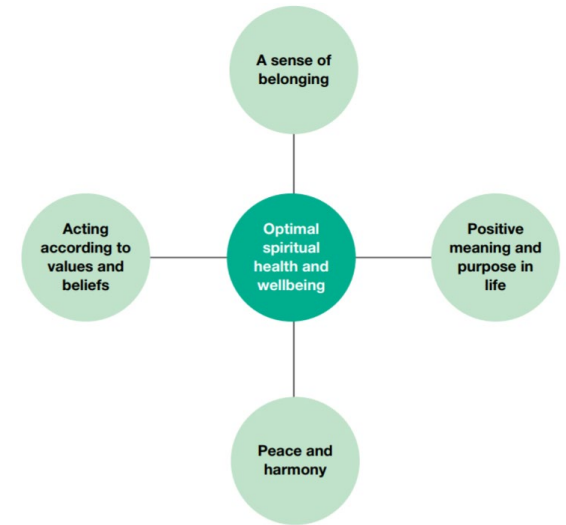 A sense of
belonging
Acting
according to
values and
beliefs
Optimal
spiritual
health and
wellbeing
Positive
meaning and
purpose in
life
Peace and
harmony